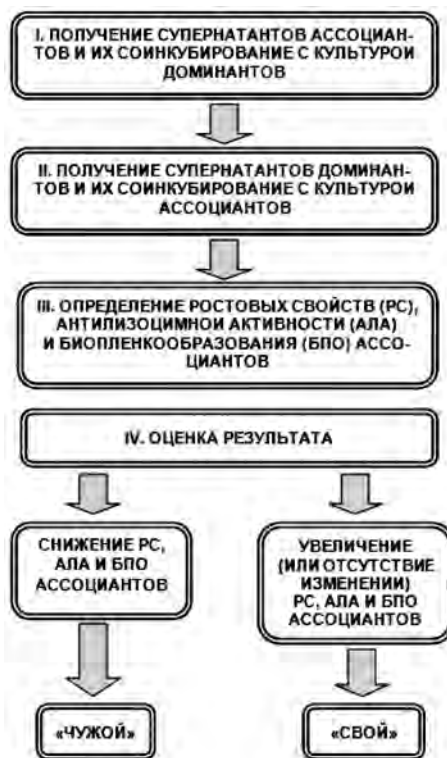 I. ПОЛУЧЕНИЕ СУПЕРНАТАНТОВ АССОЦИАН-
ТОВ И ИХ СОИНКУБИРОВАНИЕ С КУЛЬТУРОЙ
ДОМИНАНТОВ
II. ПОЛУЧЕНИЕ СУПЕРНАТАНТОВ ДОМИНАН-
ТОВ И ИХ СОИНКУБИРОВАНИЕ С КУЛЬТУРОЙ
АССОЦИАНТОВ
III. ОПРЕДЕЛЕНИЕ РОСТОВЫХ СВОЙСТВ (РС),
АНТИЛИЗОЦИМНОИ АКТИВНОСТИ (АЛА)
И БИОПЛЕНКООБРАЗОВАНИЯ (БПО) АССО-
ЦИАНТОВ
IV. ОЦЕНКА РЕЗУЛЬТАТА
СНИЖЕНИЕ РС,
АЛА И БПО
АССОЦИАНТОВ
УВЕЛИЧЕНИЕ
(ИЛИ ОТСУТСТВИЕ
ИЗМЕНЕНИИ)
РС, АЛА И БПО
АССОЦИАНТОВ
«ЧУЖОЙ»
«СВОЙ»